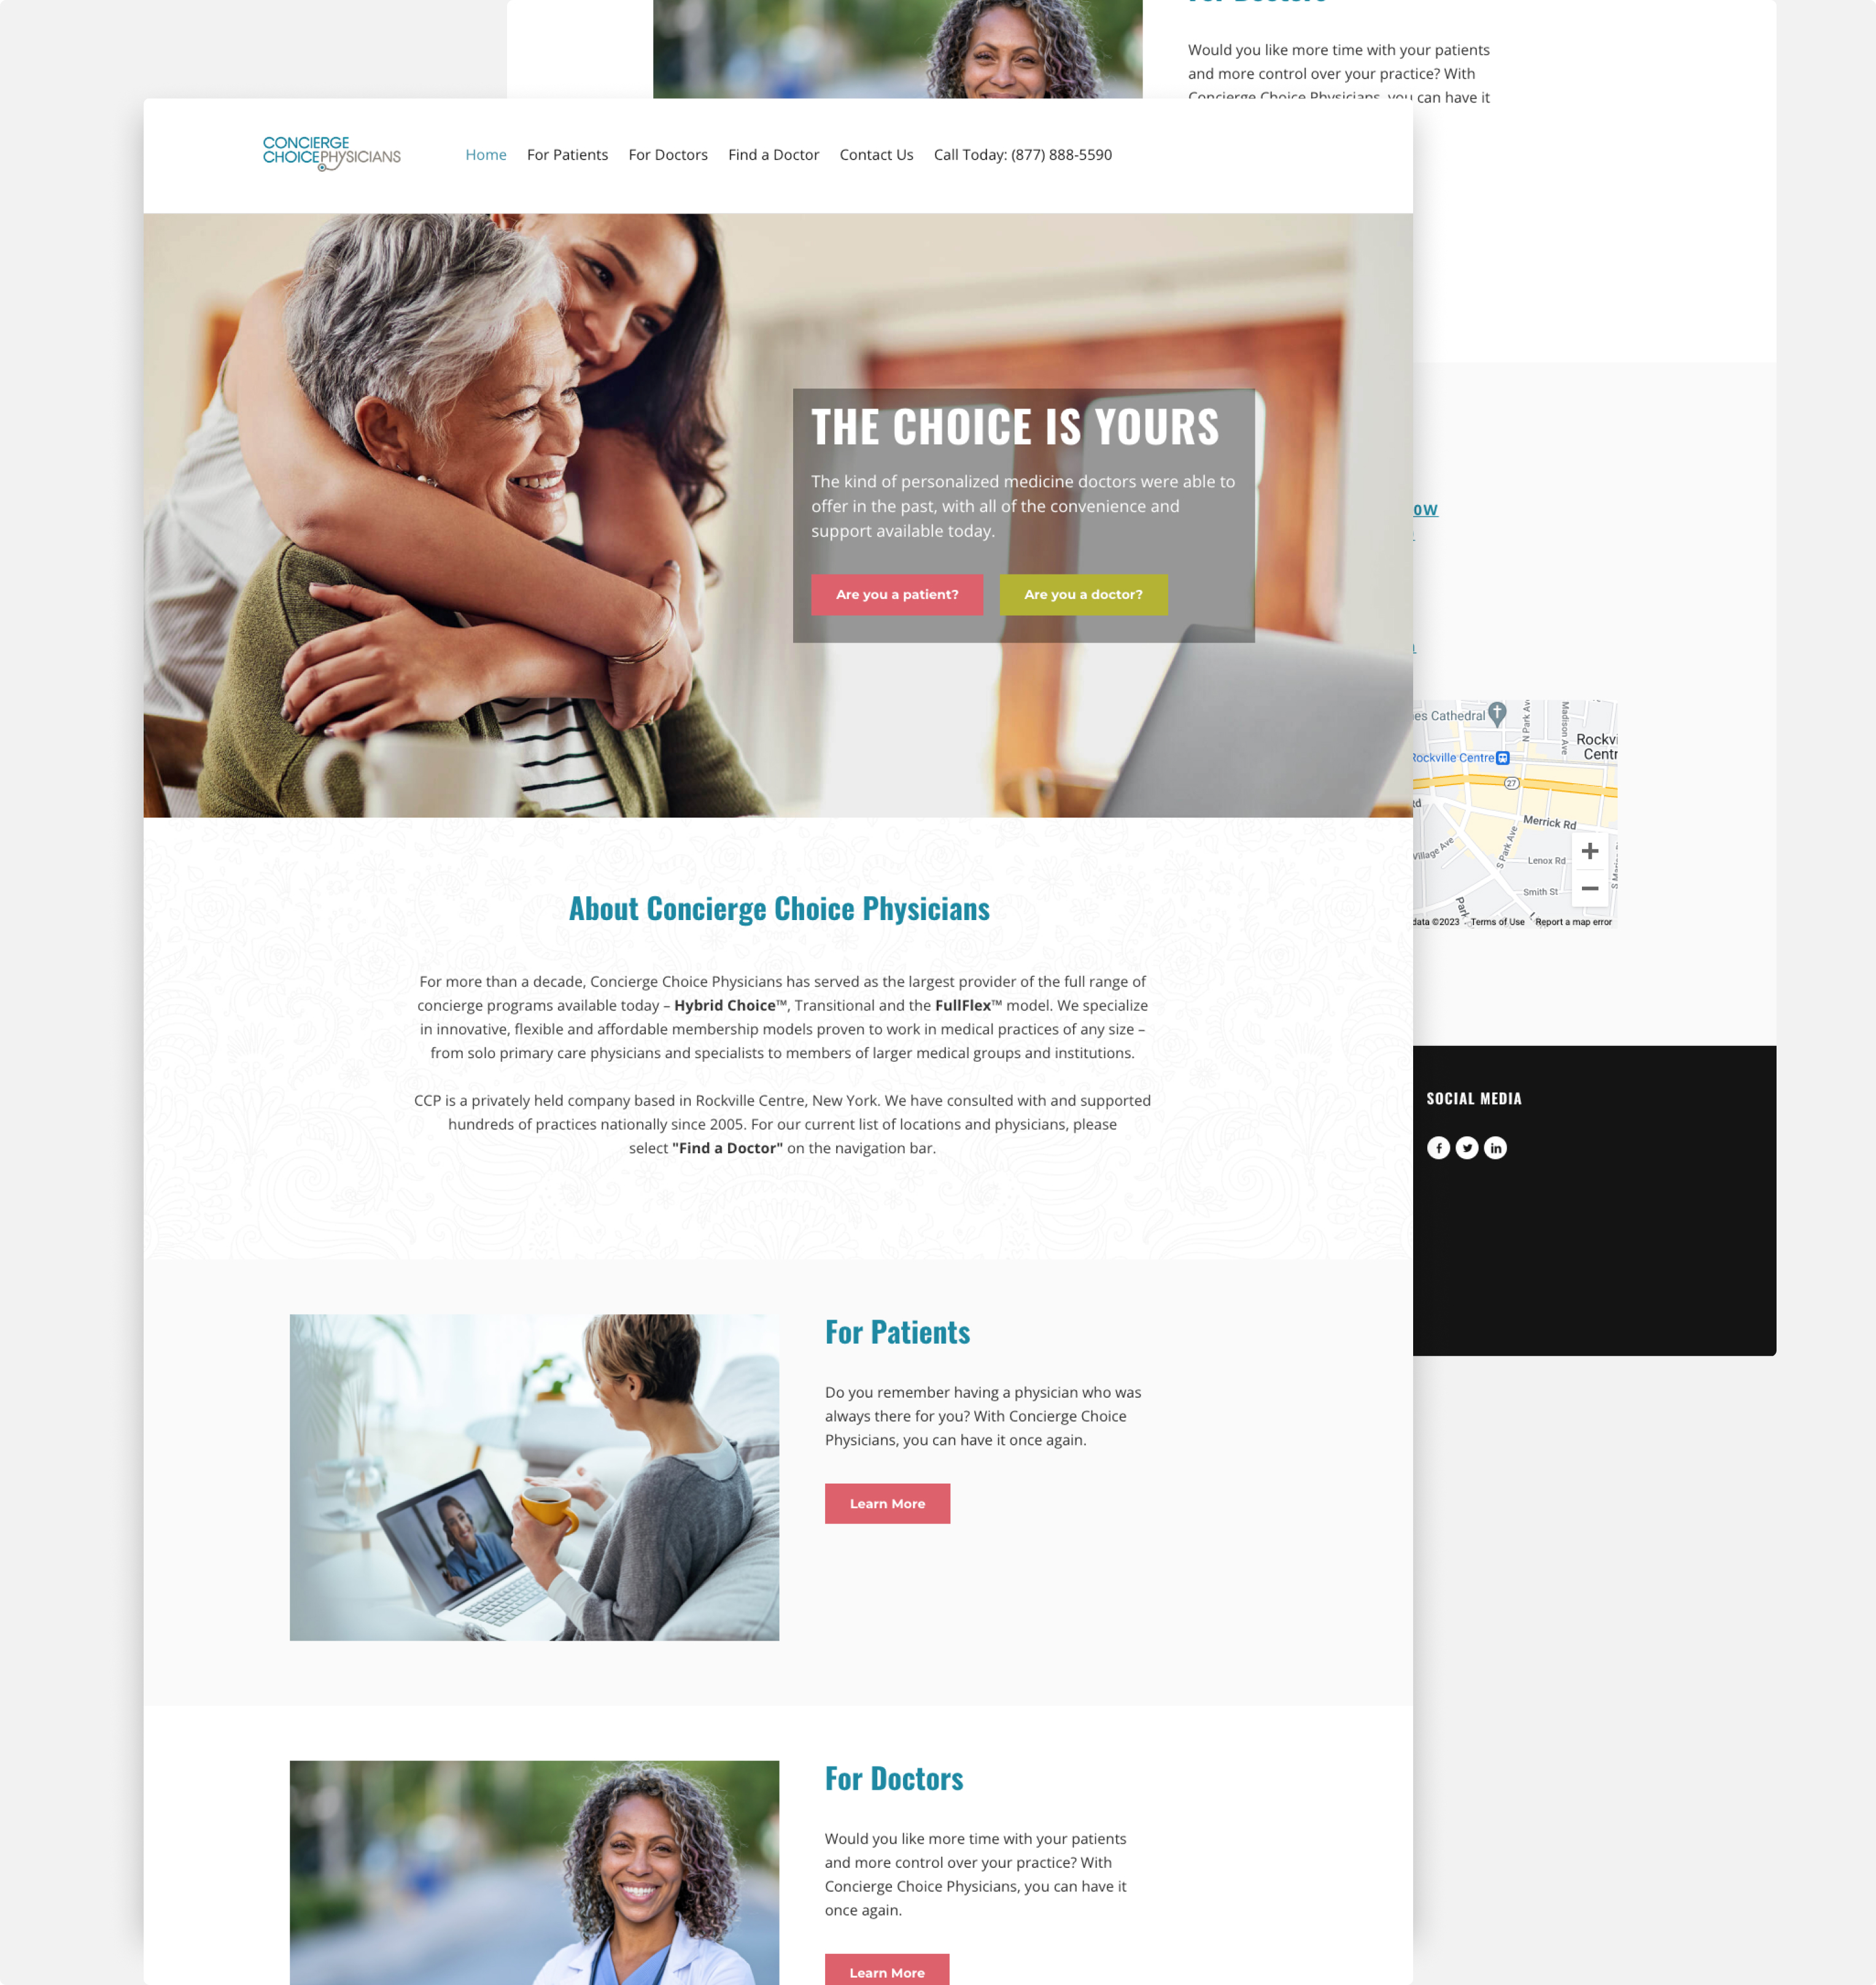 Would you like more time with your patients
and more control over your practice? With
Concierge Choice Physicians, you can have it
CONCIERGE
CHOICEPHYSICIANS
Home For Patients For Doctors Find a Doctor Contact Us Call Today: (877) 888-5590
THE CHOICE IS YOURS
The kind of personalized medicine doctors were able to
offer in the past, with all of the convenience and
support available today.
Are you a patient? Are you a doctor?
About Concierge Choice Physicians
For more than a decade, Concierge Choice Physicians has served as the largest provider of the full range of
concierge programs available today – Hybrid Choice™, Transitional and the FullFlex™ model. We specialize
in innovative, flexible and affordable membership models proven to work in medical practices of any size –
from solo primary care physicians and specialists to members of larger medical groups and institutions.
CCP is a privately held company based in Rockville Centre, New York. We have consulted with and supported
hundreds of practices nationally since 2005. For our current list of locations and physicians, please
select "Find a Doctor" on the navigation bar.
For Patients
Do you remember having a physician who was
always there for you? With Concierge Choice
Physicians, you can have it once again.
Learn More
For Doctors
Would you like more time with your patients
and more control over your practice? With
Concierge Choice Physicians, you can have it
once again.
Learn More
OW
es Cathedral
N Park Av
Madison Ave
Rockvi
Centr
Rockville Centre
27
rd
Merrick Rd
Village Ave
S Park Ave
Lenox Rd
Smith St
Park
data ©2023 Terms of Use Report a map error
SOCIAL MEDIA